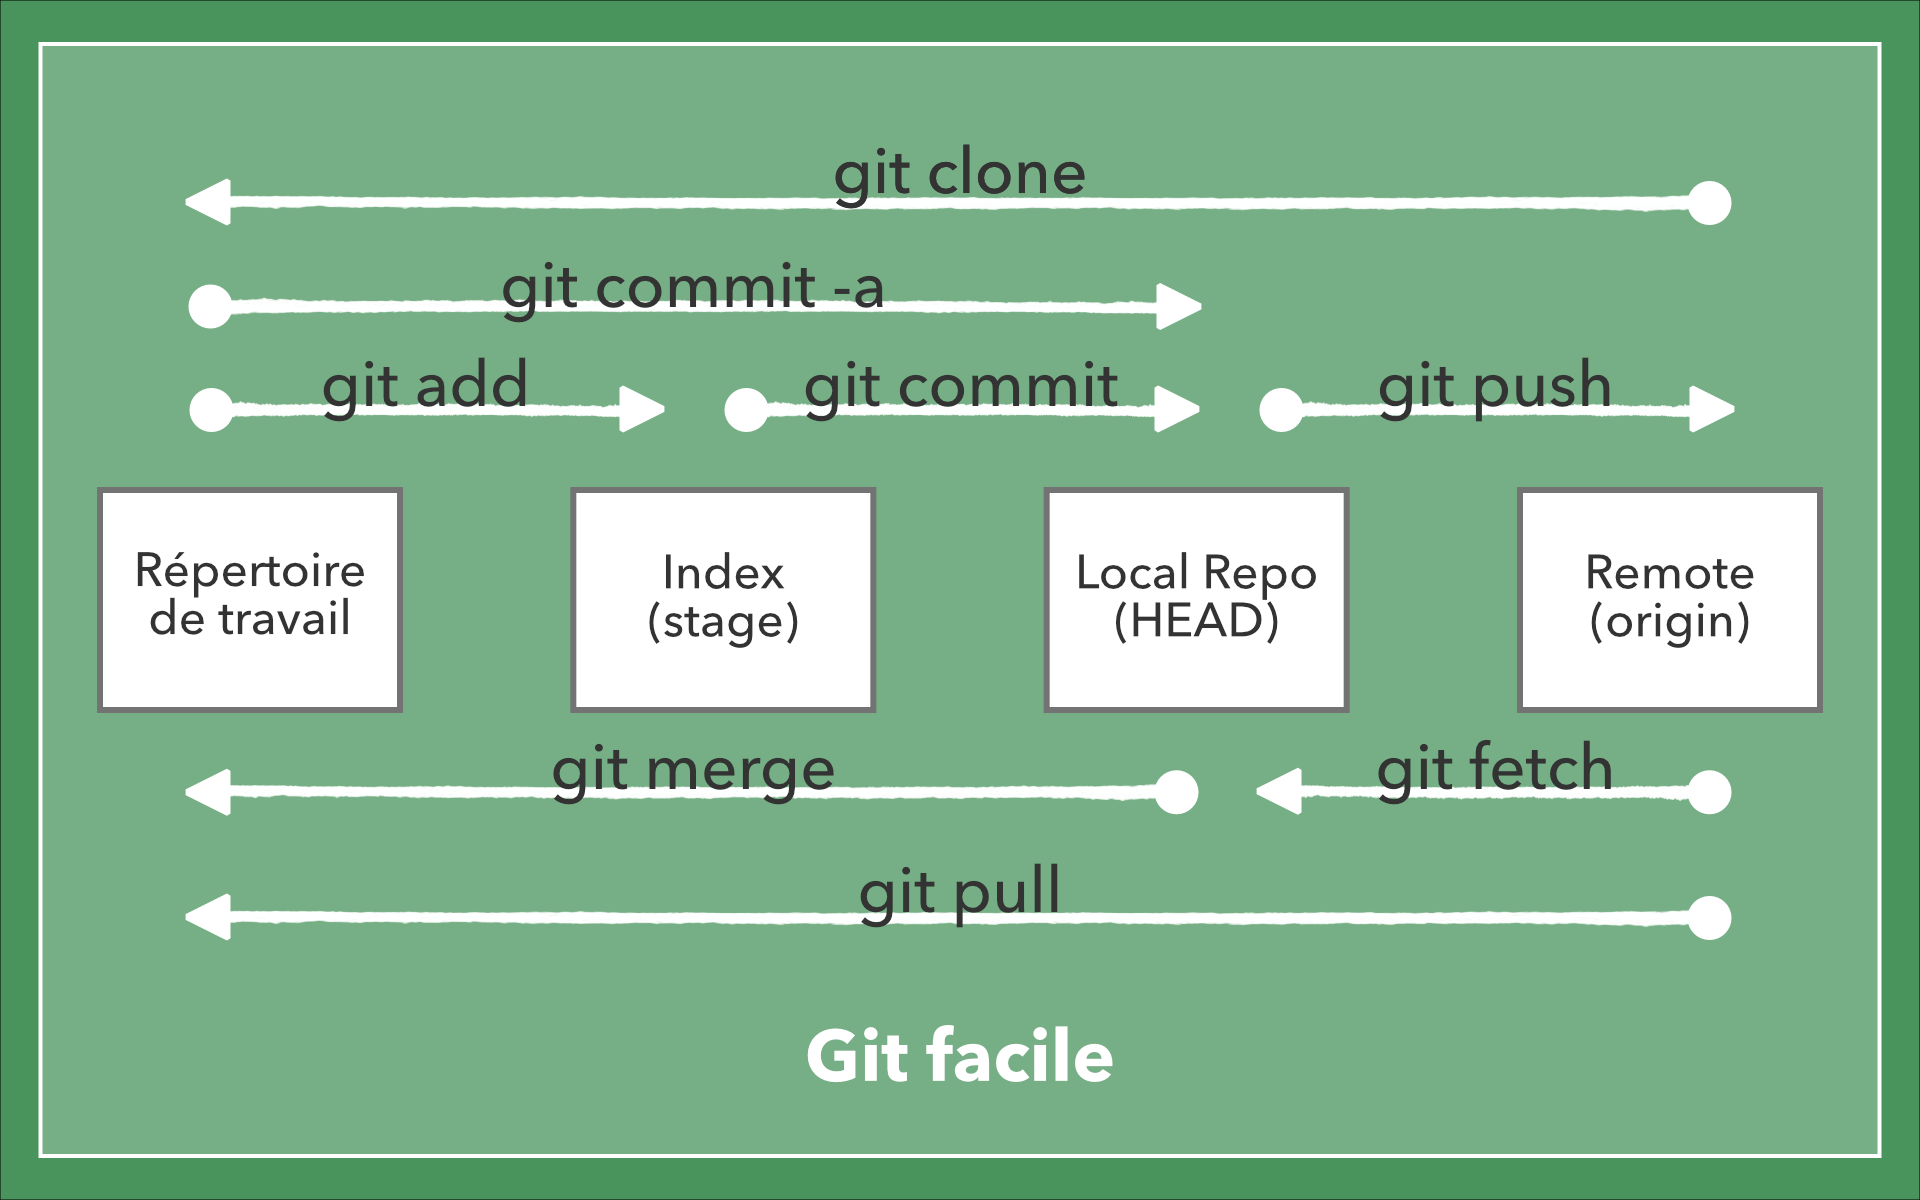 git clone
git commit -a
git add
git commit
git push
Répertoire
de travail
Index
(stage)
Local Repo
(HEAD)
Remote
(origin)
git merge
git fetch
git pull
Git facile